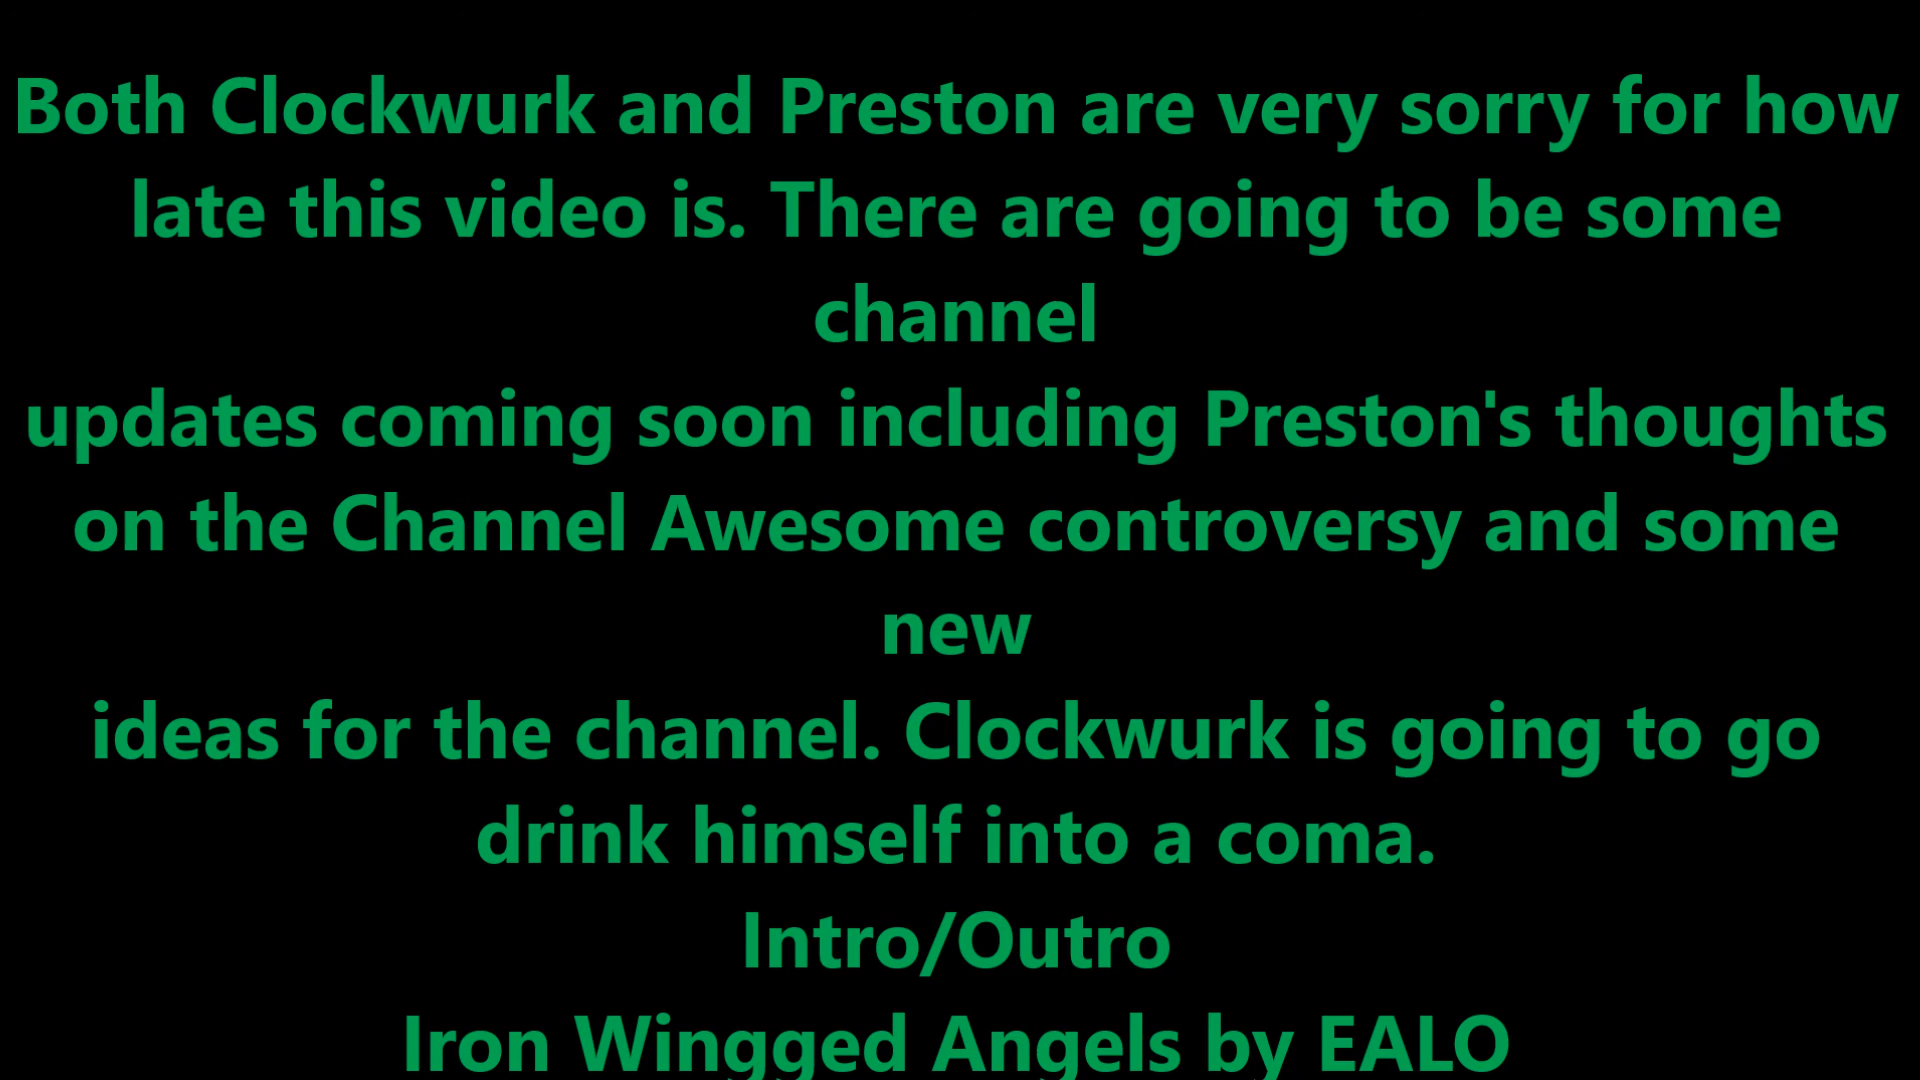 Both Clockwurk and Preston are very sorry for how
late this video is. There are going to be some
channel
updates coming soon including Preston's thoughts
on the Channel Awesome controversy and some
new
ideas for the channel. Clockwurk is going to go
drink himself into a coma.
Intro/Outro
Iron Wingged Angels by EALO